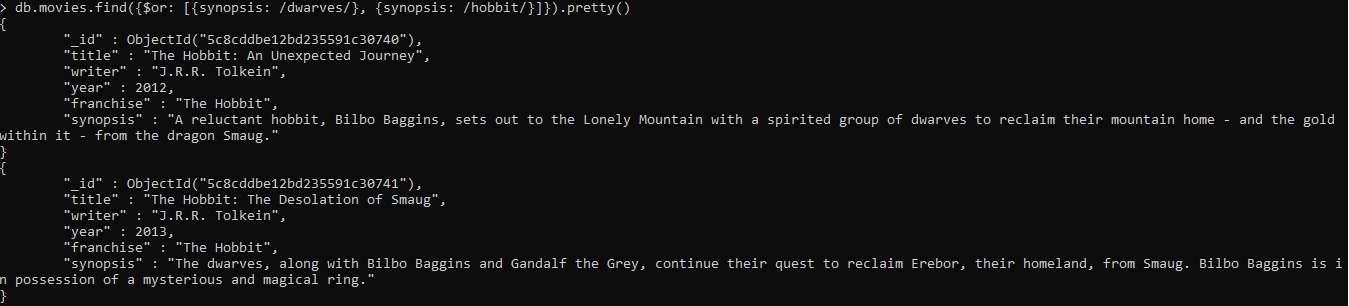 > db.movies.find({$or: [{synopsis: /dwarves/}, {synopsis: /hobbit/}]}).pretty()
{
        "_id" : ObjectId("5c8cddbe12bd235591c30740"),
        "title" : "The Hobbit: An Unexpected Journey",
        "writer" : "J.R.R. Tolkein",
        "year" : 2012,
        "franchise" : "The Hobbit",
        "synopsis" : "A reluctant hobbit, Bilbo Baggins, sets out to the Lonely Mountain with a spirited group of dwarves to reclaim their mountain home - and the gold
within it - from the dragon Smaug."
}
{
        "_id" : ObjectId("5c8cddbe12bd235591c30741"),
        "title" : "The Hobbit: The Desolation of Smaug",
        "writer" : "J.R.R. Tolkein",
        "year" : 2013,
        "franchise" : "The Hobbit",
        "synopsis" : "The dwarves, along with Bilbo Baggins and Gandalf the Grey, continue their quest to reclaim Erebor, their homeland, from Smaug. Bilbo Baggins is i
n possession of a mysterious and magical ring."
}